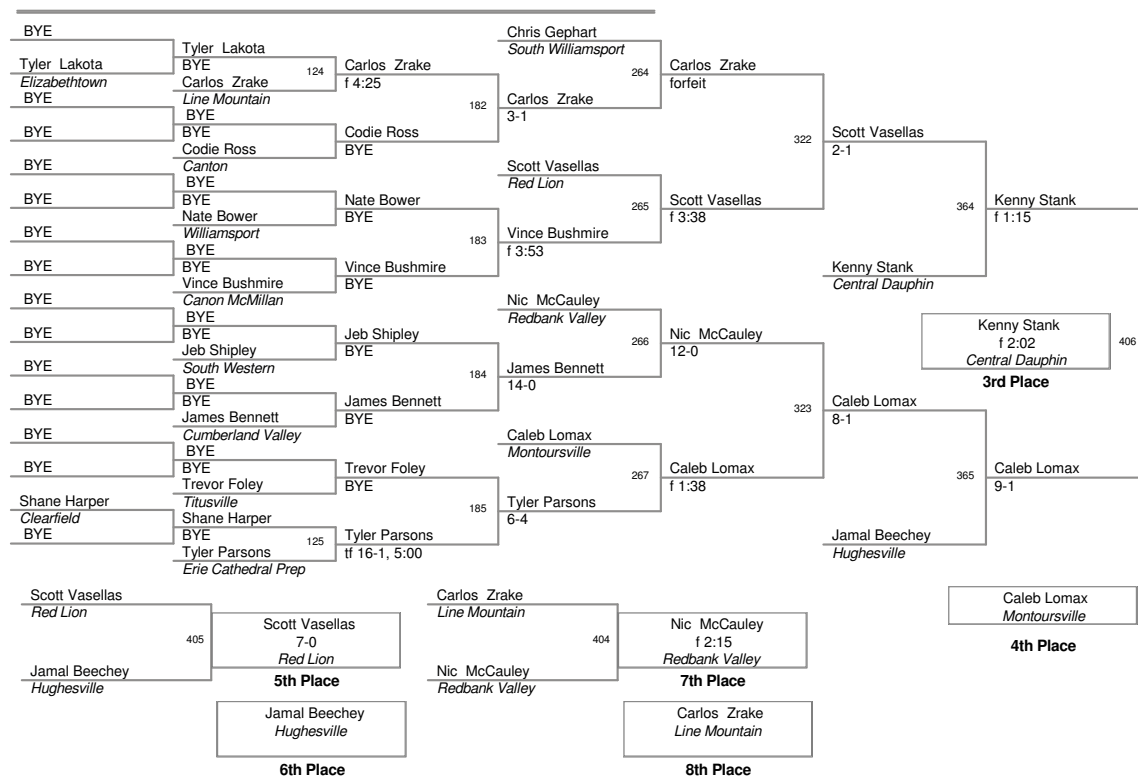 BYE
Tyler Lakota
Elizabethtown
BYE
BYE
BYE
BYE
BYE
BYE
BYE
BYE
BYE
BYE
BYE
BYE
Shane Harper
Clearfield
BYE
Tyler Lakota
BYE
124
Carlos Zrake
Line Mountain
BYE
BYE
Codie Ross
Canton
BYE
BYE
Nate Bower
Williamsport
BYE
BYE
Vince Bushmire
Canon McMillan
BYE
BYE
Jeb Shipley
South Western
BYE
BYE
James Bennett
Cumberland Valley
BYE
BYE
Trevor Foley
Titusville
Shane Harper
BYE
125
Tyler Parsons
Erie Cathedral Prep
Carlos Zrake
f 4:25
182
Codie Ross
BYE
Nate Bower
BYE
183
Vince Bushmire
BYE
Jeb Shipley
BYE
184
James Bennett
BYE
Trevor Foley
BYE
185
Tyler Parsons
tf 16-1, 5:00
Chris Gephart
South Williamsport
264
Carlos Zrake
3-1
Scott Vasellas
Red Lion
265
Vince Bushmire
f 3:53
Nic McCauley
Redbank Valley
266
James Bennett
14-0
Caleb Lomax
Montoursville
267
Tyler Parsons
6-4
Carlos Zrake
forfeit
322
Scott Vasellas
f 3:38
Nic McCauley
12-0
323
Caleb Lomax
f 1:38
Scott Vasellas
2-1
364
Kenny Stank
Central Dauphin
Caleb Lomax
8-1
365
Jamal Beechey
Hughesville
Kenny Stank
f 1:15
Kenny Stank
f 2:02
406
Central Dauphin
3rd Place
Caleb Lomax
9-1
Caleb Lomax
Montoursville
4th Place
Scott Vasellas
Red Lion
405
Jamal Beechey
Hughesville
Scott Vasellas
7-0
Red Lion
5th Place
Jamal Beechey
Hughesville
6th Place
Carlos Zrake
Line Mountain
404
Nic McCauley
Redbank Valley
Nic McCauley
f 2:15
Redbank Valley
7th Place
Carlos Zrake
Line Mountain
8th Place